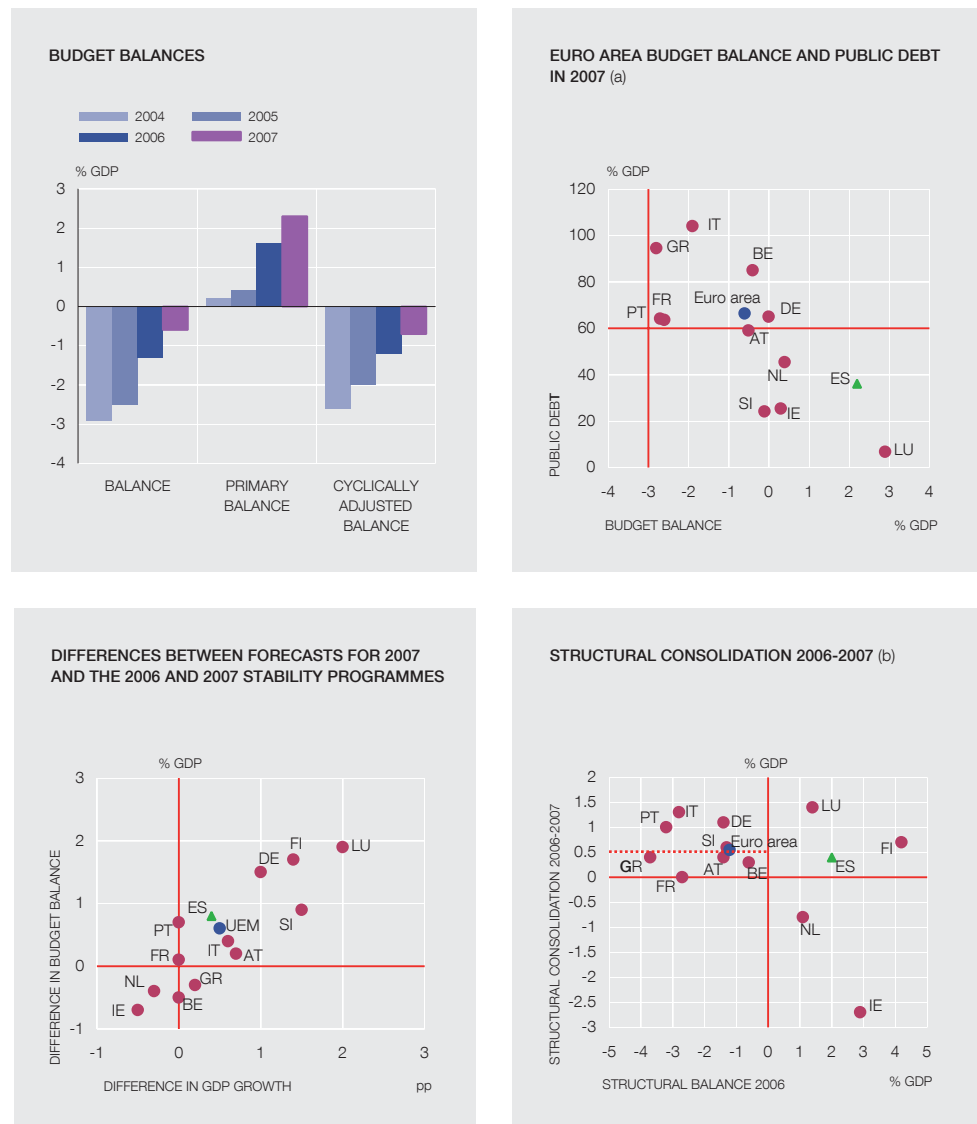 BUDGET BALANCES
2004 2005
2006 2007
% GDP
3
2
1
0
-1
-2
-3
-4
BALANCE
PRIMARY
BALANCE
CYCLICALLY
ADJUSTED
BALANCE
EURO AREA BUDGET BALANCE AND PUBLIC DEBT
IN 2007 (a)
% GDP
120
100
80
60
40
20
0
PUBLIC DEBT
IT
GR
BE
FR
Euro area
PT
DE
AT
NL
ES
SI
IE
LU
-4 -3 -2 -1 0 1 2 3 4
BUDGET BALANCE % GDP
DIFFERENCES BETWEEN FORECASTS FOR 2007
AND THE 2006 AND 2007 STABILITY PROGRAMMES
% GDP
3
2
1
0
-1
DIFFERENCE IN BUDGET BALANCE
FI
LU
DE
ES
SI
PT
UEM
IT
AT
FR
NL
GR
IE
BE
-1 0 1 2 3
DIFFERENCE IN GDP GROWTH pp
STRUCTURAL CONSOLIDATION 2006-2007 (b)
% GDP
2
1.5
1
0.5
0
-0.5
-1
-1.5
-2
-2.5
-3
STRUCTURAL CONSOLIDATION 2006-2007
LU
IT
PT
DE
SI
Euro area
FI
GR
AT
BE
ES
FR
NL
IE
-5 -4 -3 -2 -1 0 1 2 3 4 5
STRUCTURAL BALANCE 2006 % GDP